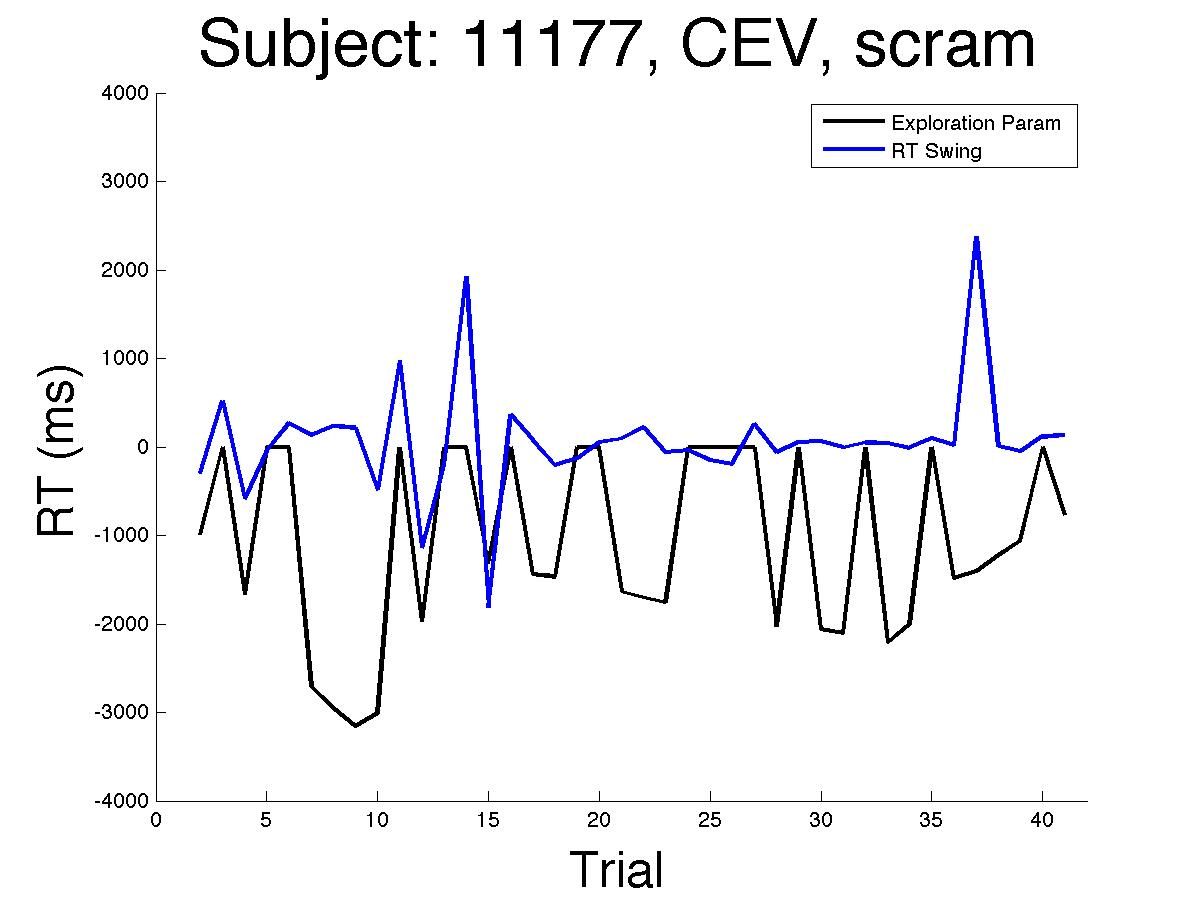 Subject: 11177, CEV, scram
4000
3000
2000
1000
0
-1000
-2000
-3000
-4000
RT (ms)
Exploration Param
RT Swing
0 5 10 15 20 25 30 35 40
Trial